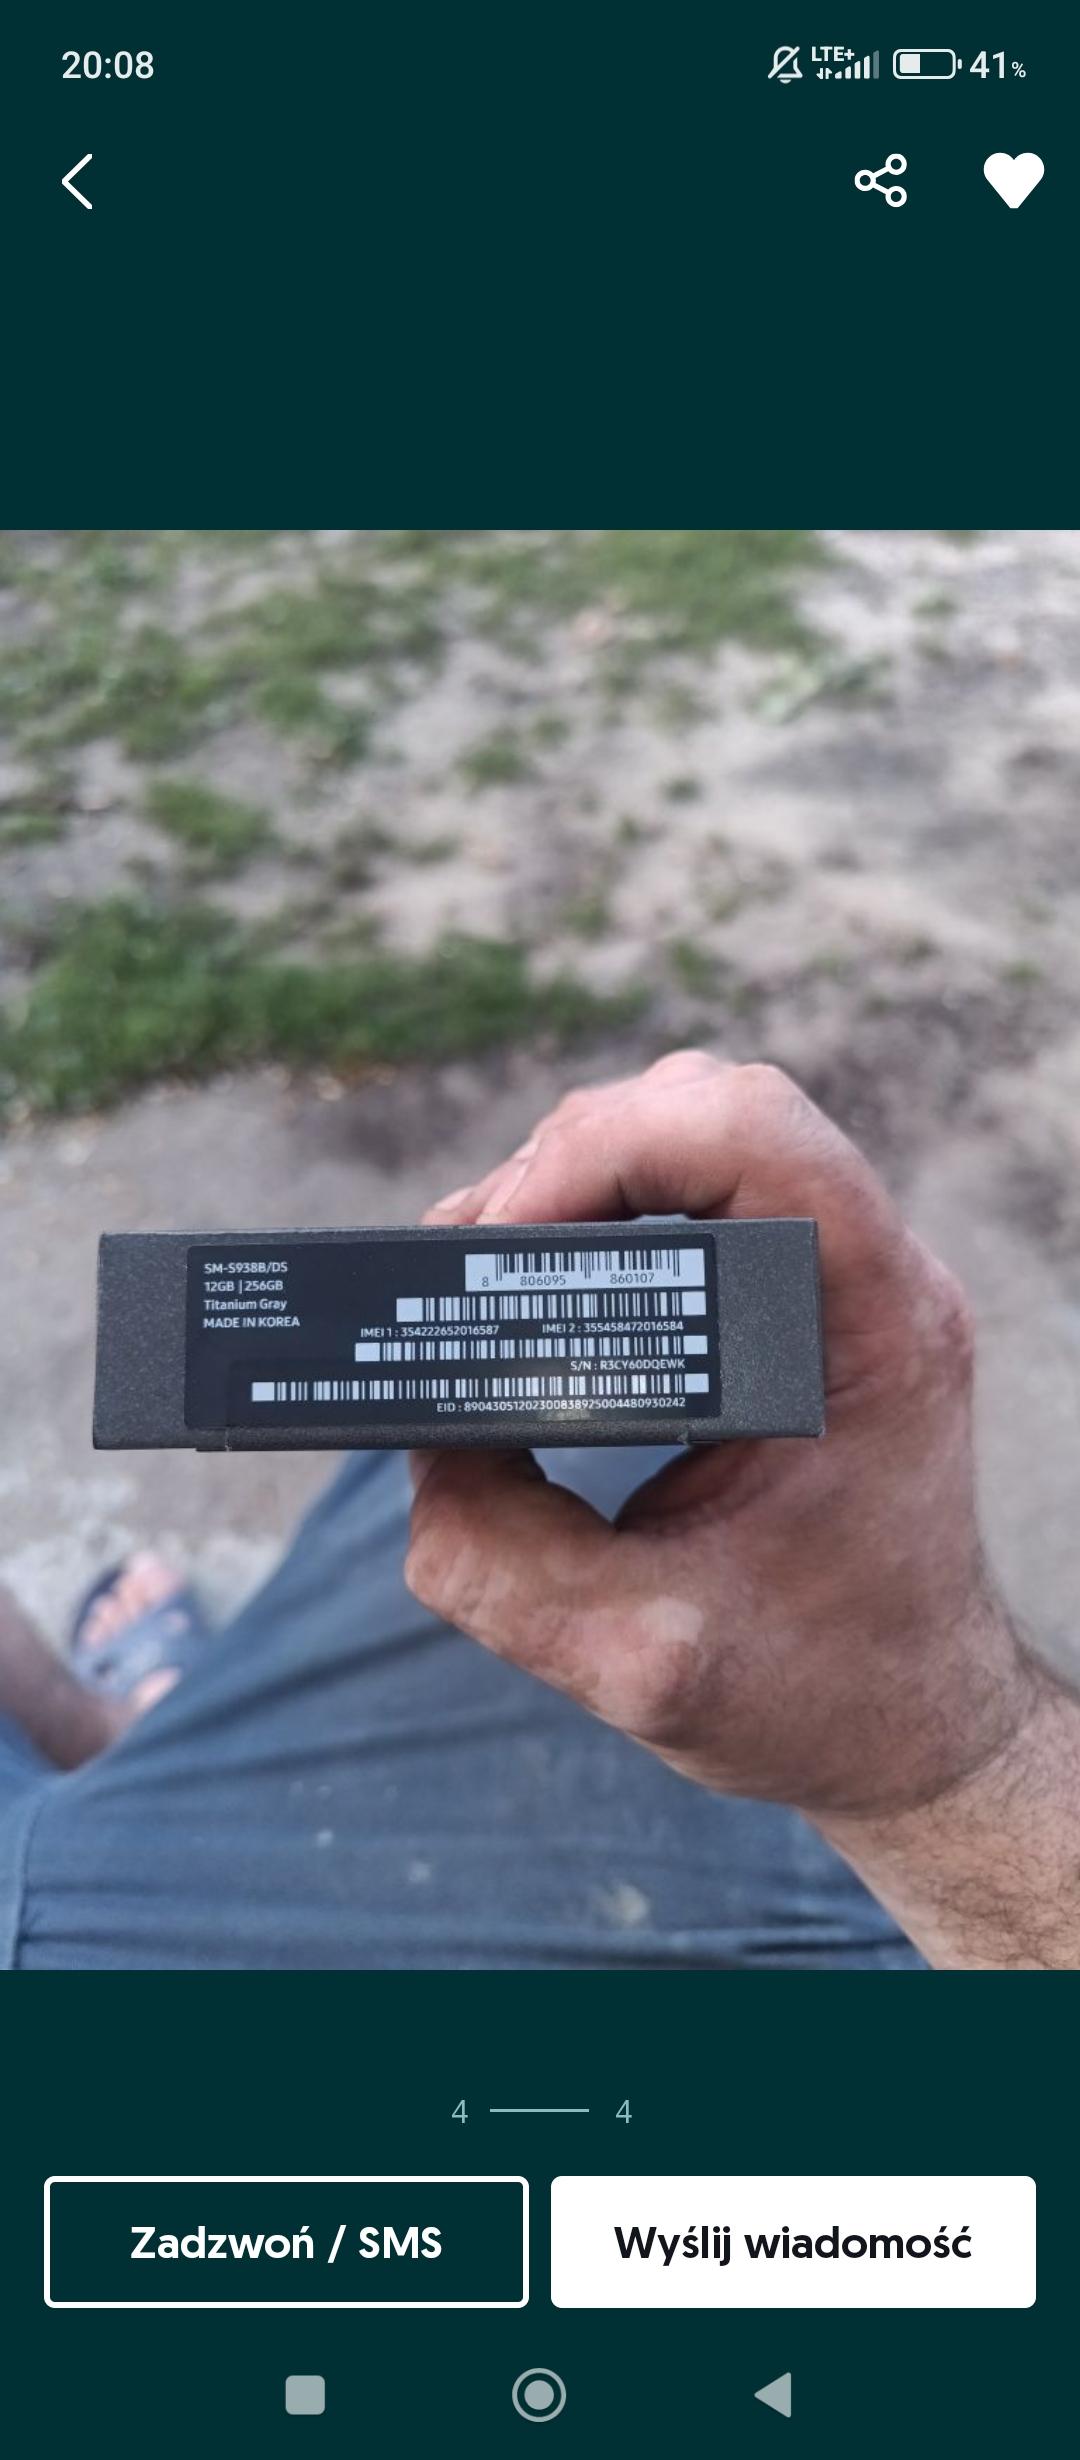 20:08
LTE+
41%
SM-S938B/DS
12GB | 256GB
Titanium Gray
MADE IN KOREA
8 806095 860107
IMEI 1 : 354222652016587 IMEI 2 : 355458472016584
S/N : R3CY60DQEWK
EID : 89043051202300838925004480930242
4 4
Zadzwoń / SMS
Wyślij wiadomość